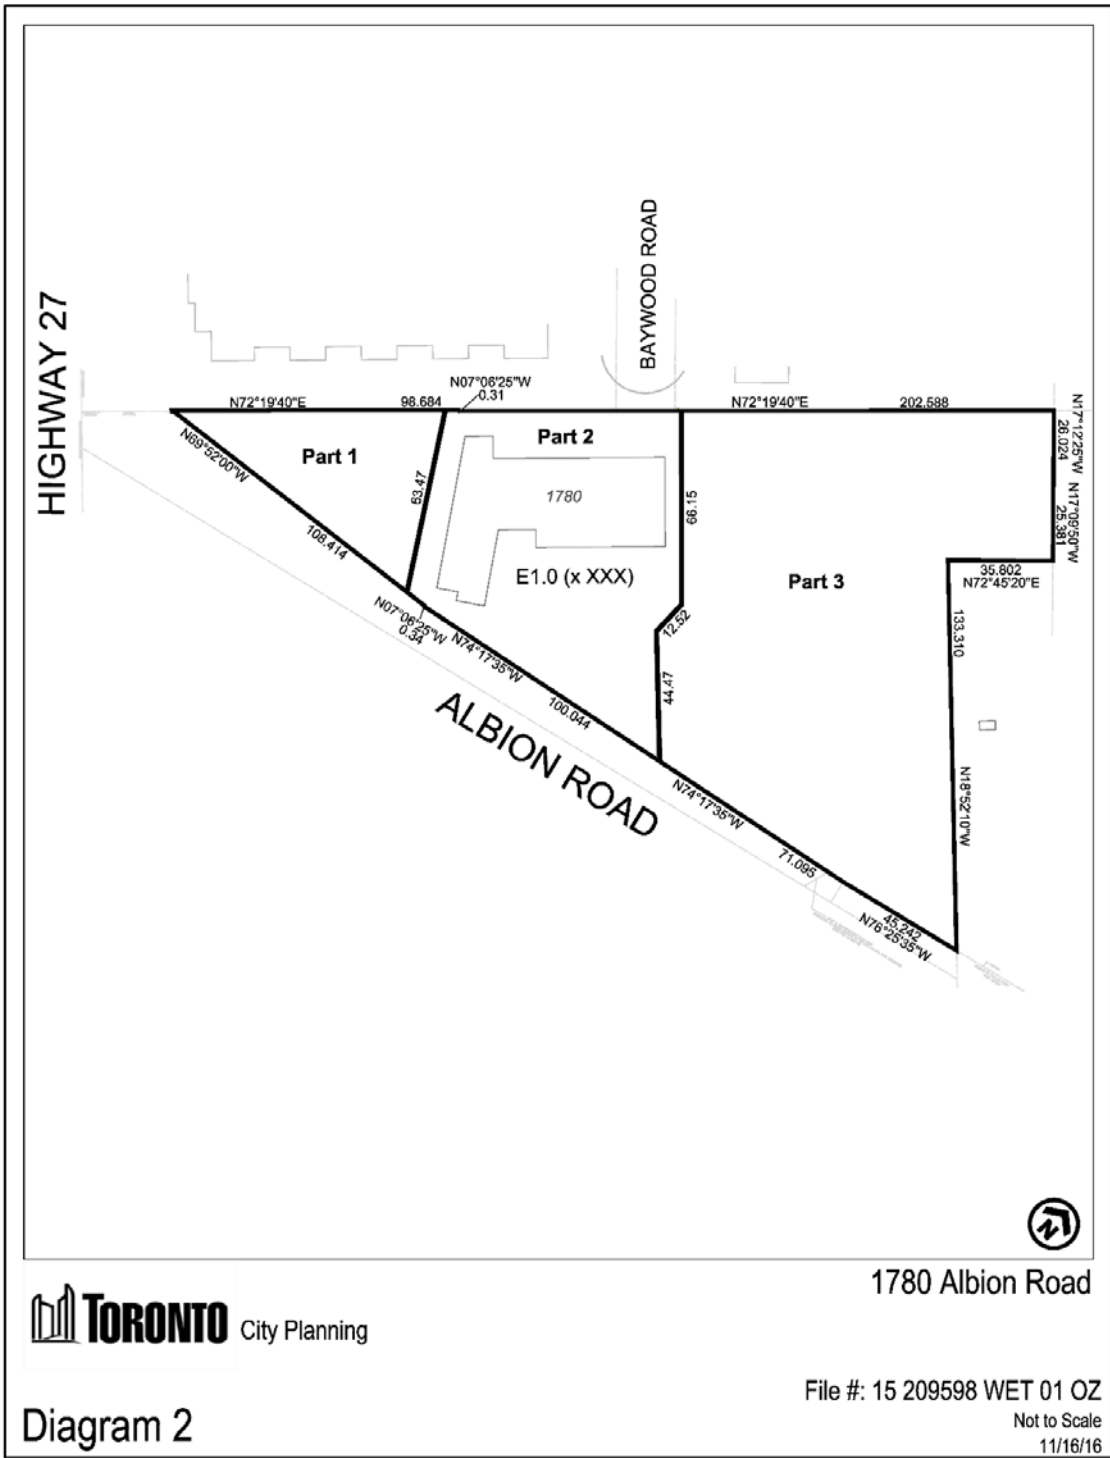 HIGHWAY 27
BAYWOOD ROAD
N07°06'25"W
0.31
N72°19'40"E
98.684
N72°19'40"E
202.588
N17°12'25"W
26.024
N69°52'00"W
Part 1
Part 2
63.47
1780
66.15
N17°09'50"W
25.381
108.414
E1.0 (x XXX)
Part 3
35.802
N72°45'20"E
N07°06'25"W
0.34
12.52
133.310
N74°17'35"W
44.47
100.044
ALBION ROAD
N74°17'35"W
N18°52'10"W
71.095
45.242
N76°25'35"W
N
1780 Albion Road
TORONTO City Planning
File #: 15 209598 WET 01 OZ
Diagram 2
Not to Scale
11/16/16